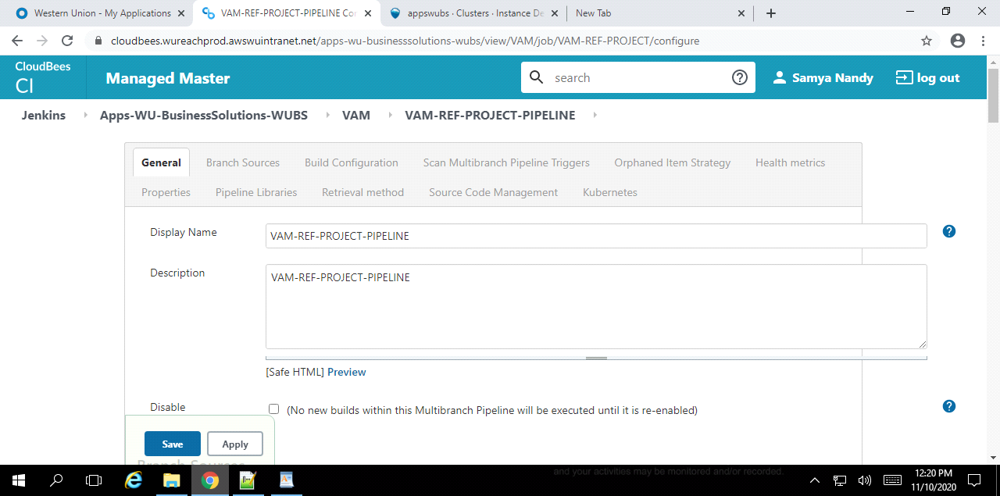 Western Union - My Applications
VAM-REF-PROJECT-PIPELINE Con
appswubs · Clusters · Instance De
New Tab
cloudbees.wureachprod.awswuintranet.net/apps-wu-businesssolutions-wubs/view/VAM/job/VAM-REF-PROJECT/configure
CloudBees
CI
Managed Master
search
Samya Nandy
log out
Jenkins
Apps-WU-BusinessSolutions-WUBS
VAM
VAM-REF-PROJECT-PIPELINE
General
Branch Sources
Build Configuration
Scan Multibranch Pipeline Triggers
Orphaned Item Strategy
Health metrics
Properties
Pipeline Libraries
Retrieval method
Source Code Management
Kubernetes
Display Name
VAM-REF-PROJECT-PIPELINE
Description
VAM-REF-PROJECT-PIPELINE
[Safe HTML] Preview
Disable
(No new builds within this Multibranch Pipeline will be executed until it is re-enabled)
Save
Apply
Branch Sources
and your activities may be monitored and/or recorded.
12:20 PM
11/10/2020